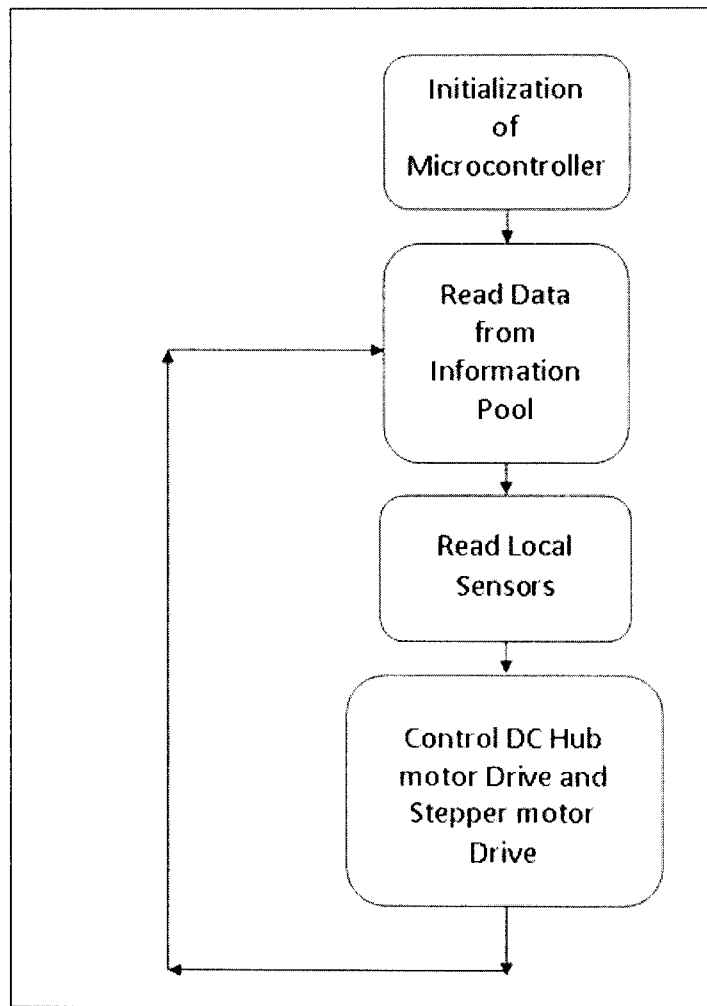 Initialization
of
Microcontroller
Read Data
from
Information
Pool
Read Local
Sensors
Control DC Hub
motor Drive and
Stepper motor
Drive